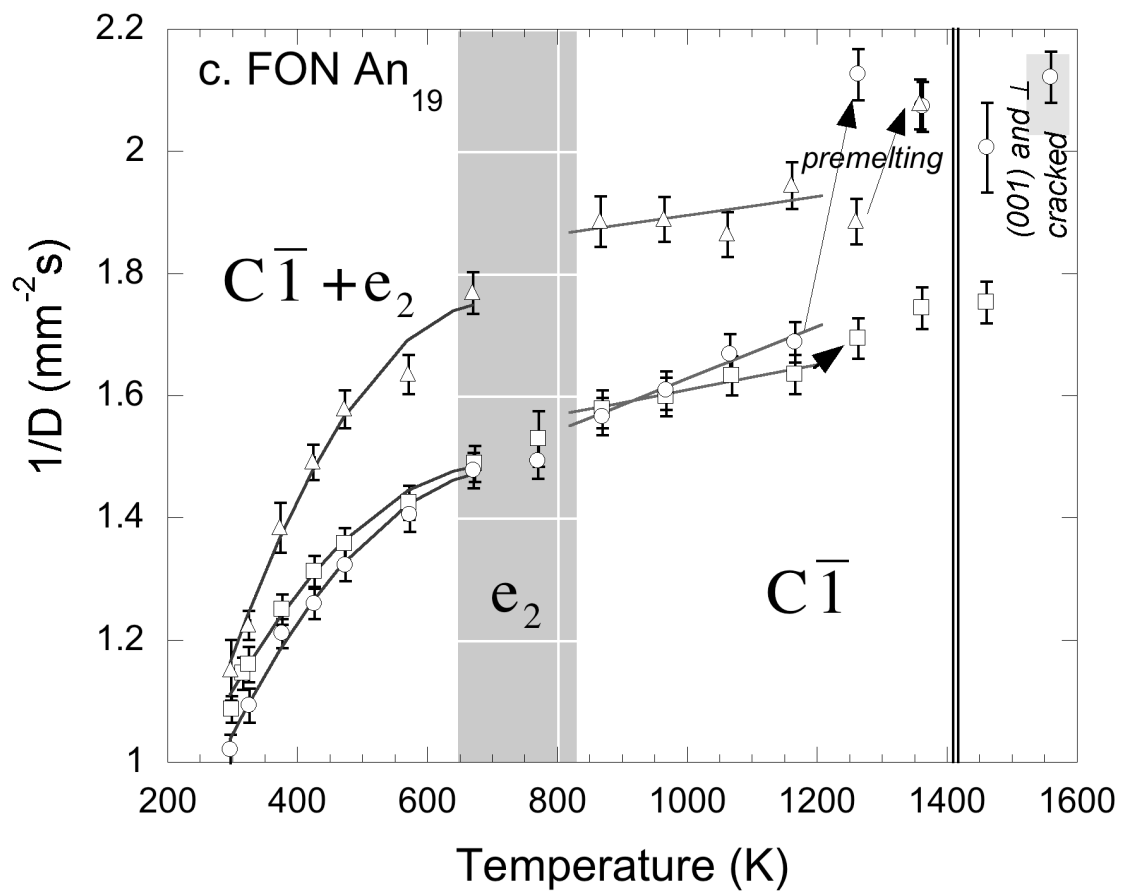 c. FON An₁₉
2.2
2
1.8
1.6
1.4
1.2
1
1/D (mm⁻²s)
C1̅ + e₂
e₂
C1̅
premelting
(001) and ⊥
cracked
200
400
600
800
1000
1200
1400
1600
Temperature (K)